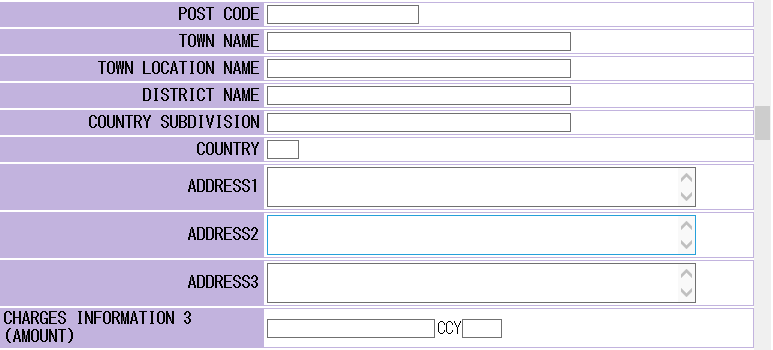 POST CODE
TOWN NAME
TOWN LOCATION NAME
DISTRICT NAME
COUNTRY SUBDIVISION
COUNTRY
ADDRESS1
ADDRESS2
ADDRESS3
CHARGES INFORMATION 3
(AMOUNT) CCY